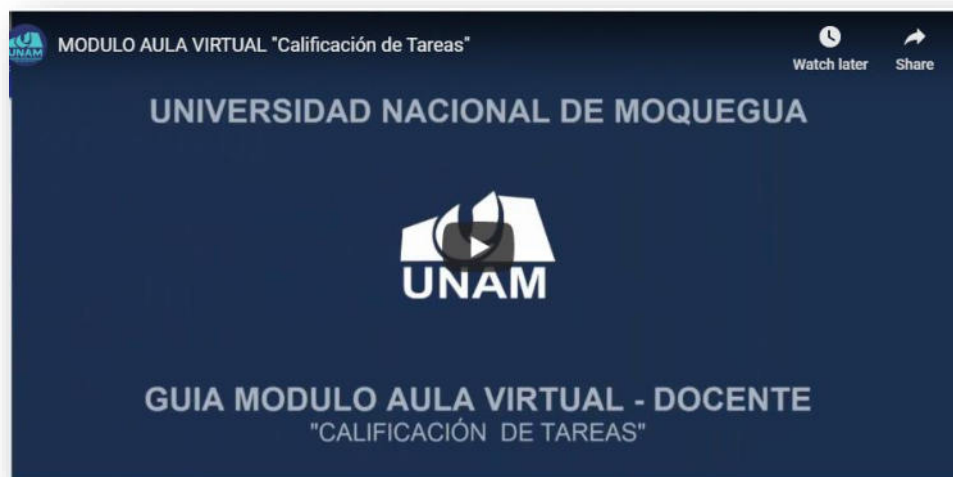 UNAM
MODULO AULA VIRTUAL "Calificación de Tareas"
Watch later
Share
UNIVERSIDAD NACIONAL DE MOQUEGUA
UNAM
GUIA MODULO AULA VIRTUAL - DOCENTE
"CALIFICACIÓN DE TAREAS"